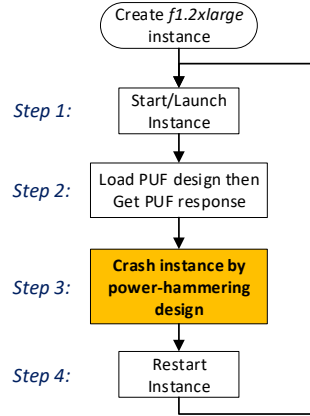 Create f1.2xlarge
instance
Step 1:
Start/Launch
Instance
Step 2:
Load PUF design then
Get PUF response
Step 3:
Crash instance by
power-hammering
design
Step 4:
Restart
Instance